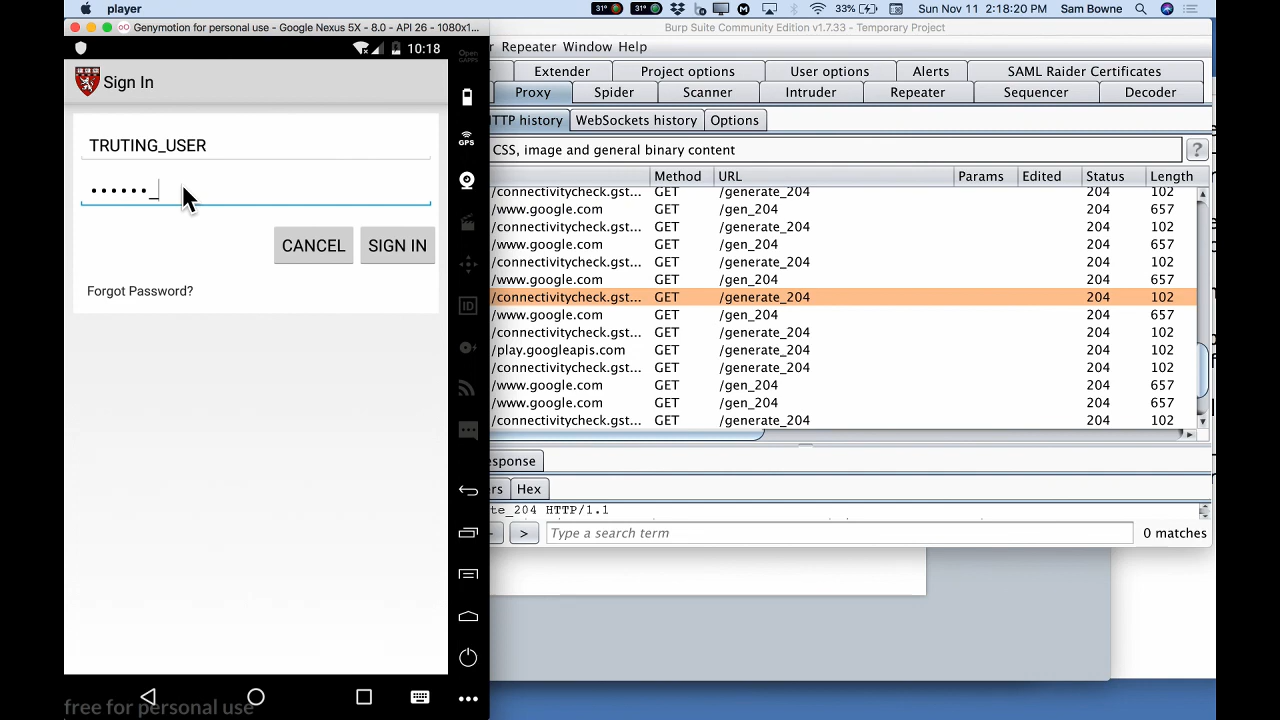 player
31°
31°
33%
Sun Nov 11 2:18:20 PM
Sam Bowne
Genymotion for personal use - Google Nexus 5X - 8.0 - API 26 - 1080x1...
Burp Suite Community Edition v1.7.33 - Temporary Project
10:18
Open
GAPPS
Repeater Window Help
Sign In
Extender
Project options
User options
Alerts
SAML Raider Certificates
Proxy
Spider
Scanner
Intruder
Repeater
Sequencer
Decoder
TTP history
WebSockets history
Options
GPS
TRUTING_USER
CSS, image and general binary content
?
••••••_
Method
URL
Params
Edited
Status
Length
/connectivitycheck.gst... GET /generate_204 204 102
/www.google.com GET /gen_204 204 657
/connectivitycheck.gst... GET /generate_204 204 102
/www.google.com GET /gen_204 204 657
/connectivitycheck.gst... GET /generate_204 204 102
/www.google.com GET /gen_204 204 657
/connectivitycheck.gst... GET /generate_204 204 102
/www.google.com GET /gen_204 204 657
/connectivitycheck.gst... GET /generate_204 204 102
/play.googleapis.com GET /generate_204 204 102
/connectivitycheck.gst... GET /generate_204 204 102
/www.google.com GET /gen_204 204 657
/www.google.com GET /gen_204 204 657
/connectivitycheck.gst... GET /generate_204 204 102
CANCEL
SIGN IN
Forgot Password?
ID
esponse
ers
Hex
te_204 HTTP/1.1
>
Type a search term
0 matches
free for personal use